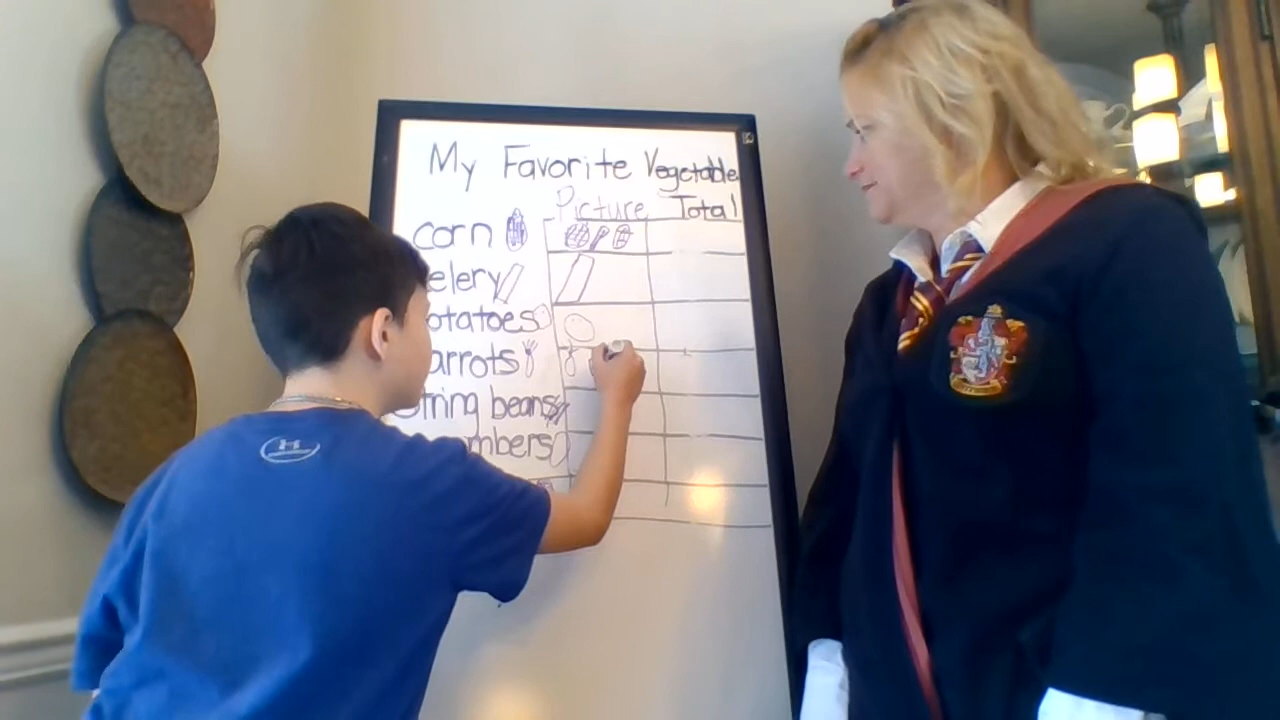 My Favorite Vegetable
Picture Total
corn
elery
otatoes
arrots
tring beans
mbers